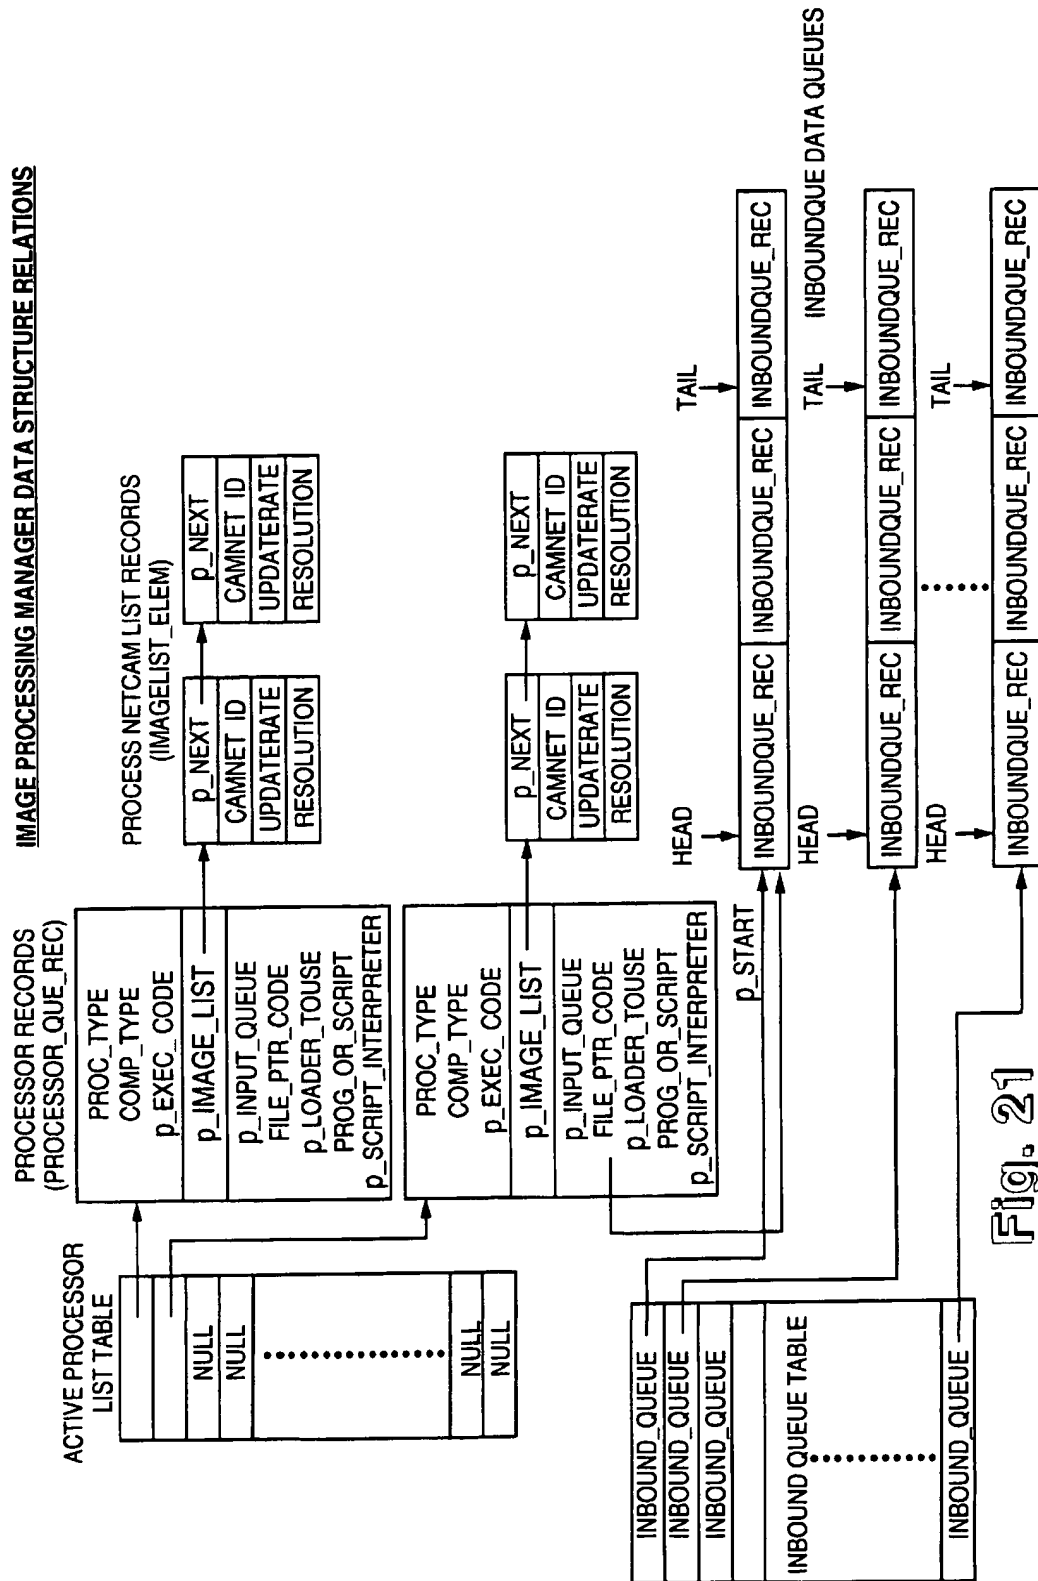 IMAGE PROCESSING MANAGER DATA STRUCTURE RELATIONS
ACTIVE PROCESSOR
LIST TABLE
NULL
NULL
NULL
NULL
PROCESSOR RECORDS
(PROCESSOR_QUE_REC)
PROC_TYPE
COMP_TYPE
p_EXEC_CODE
p_IMAGE_LIST
p_INPUT_QUEUE
FILE_PTR_CODE
p_LOADER_TOUSE
PROG_OR_SCRIPT
p_SCRIPT_INTERPRETER
PROCESS NETCAM LIST RECORDS
(IMAGELIST_ELEM)
p_NEXT
CAMNET ID
UPDATERATE
RESOLUTION
p_NEXT
CAMNET ID
UPDATERATE
RESOLUTION
PROC_TYPE
COMP_TYPE
p_EXEC_CODE
p_IMAGE_LIST
p_INPUT_QUEUE
FILE_PTR_CODE
p_LOADER_TOUSE
PROG_OR_SCRIPT
p_SCRIPT_INTERPRETER
p_NEXT
CAMNET ID
UPDATERATE
RESOLUTION
p_NEXT
CAMNET ID
UPDATERATE
RESOLUTION
INBOUND_QUEUE
INBOUND_QUEUE
INBOUND_QUEUE
INBOUND QUEUE TABLE
INBOUND_QUEUE
p_START
HEAD
TAIL
INBOUNDQUE_REC INBOUNDQUE_REC INBOUNDQUE_REC
INBOUNDQUE DATA QUEUES
HEAD
TAIL
INBOUNDQUE_REC INBOUNDQUE_REC INBOUNDQUE_REC
HEAD
TAIL
INBOUNDQUE_REC INBOUNDQUE_REC INBOUNDQUE_REC
Fig. 21